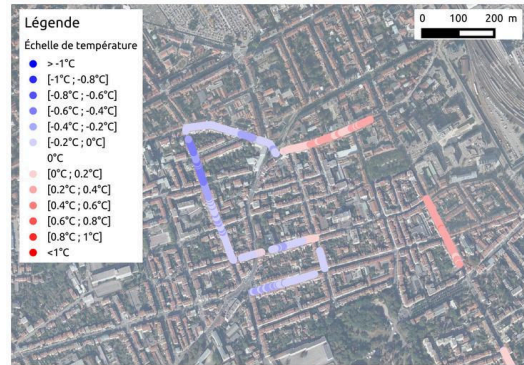 Légende
Échelle de température
> -1°C
[-1°C ; -0.8°C]
[-0.8°C ; -0.6°C]
[-0.6°C ; -0.4°C]
[-0.4°C ; -0.2°C]
[-0.2°C ; 0°C]
0°C
[0°C ; 0.2°C]
[0.2°C ; 0.4°C]
[0.4°C ; 0.6°C]
[0.6°C ; 0.8°C]
[0.8°C ; 1°C]
<1°C
0 100 200 m